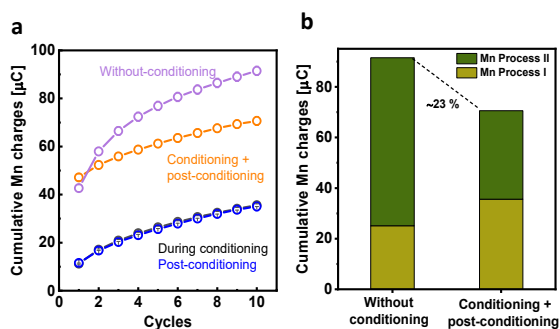 a
Cumulative Mn charges [µC]
100
80
60
40
20
0
Without-conditioning
Conditioning +
post-conditioning
During conditioning
Post-conditioning
0 2 4 6 8 10
Cycles
b
Cumulative Mn charges [µC]
100
80
60
40
20
0
Mn Process II
Mn Process I
~23 %
Without
conditioning
Conditioning +
post-conditioning